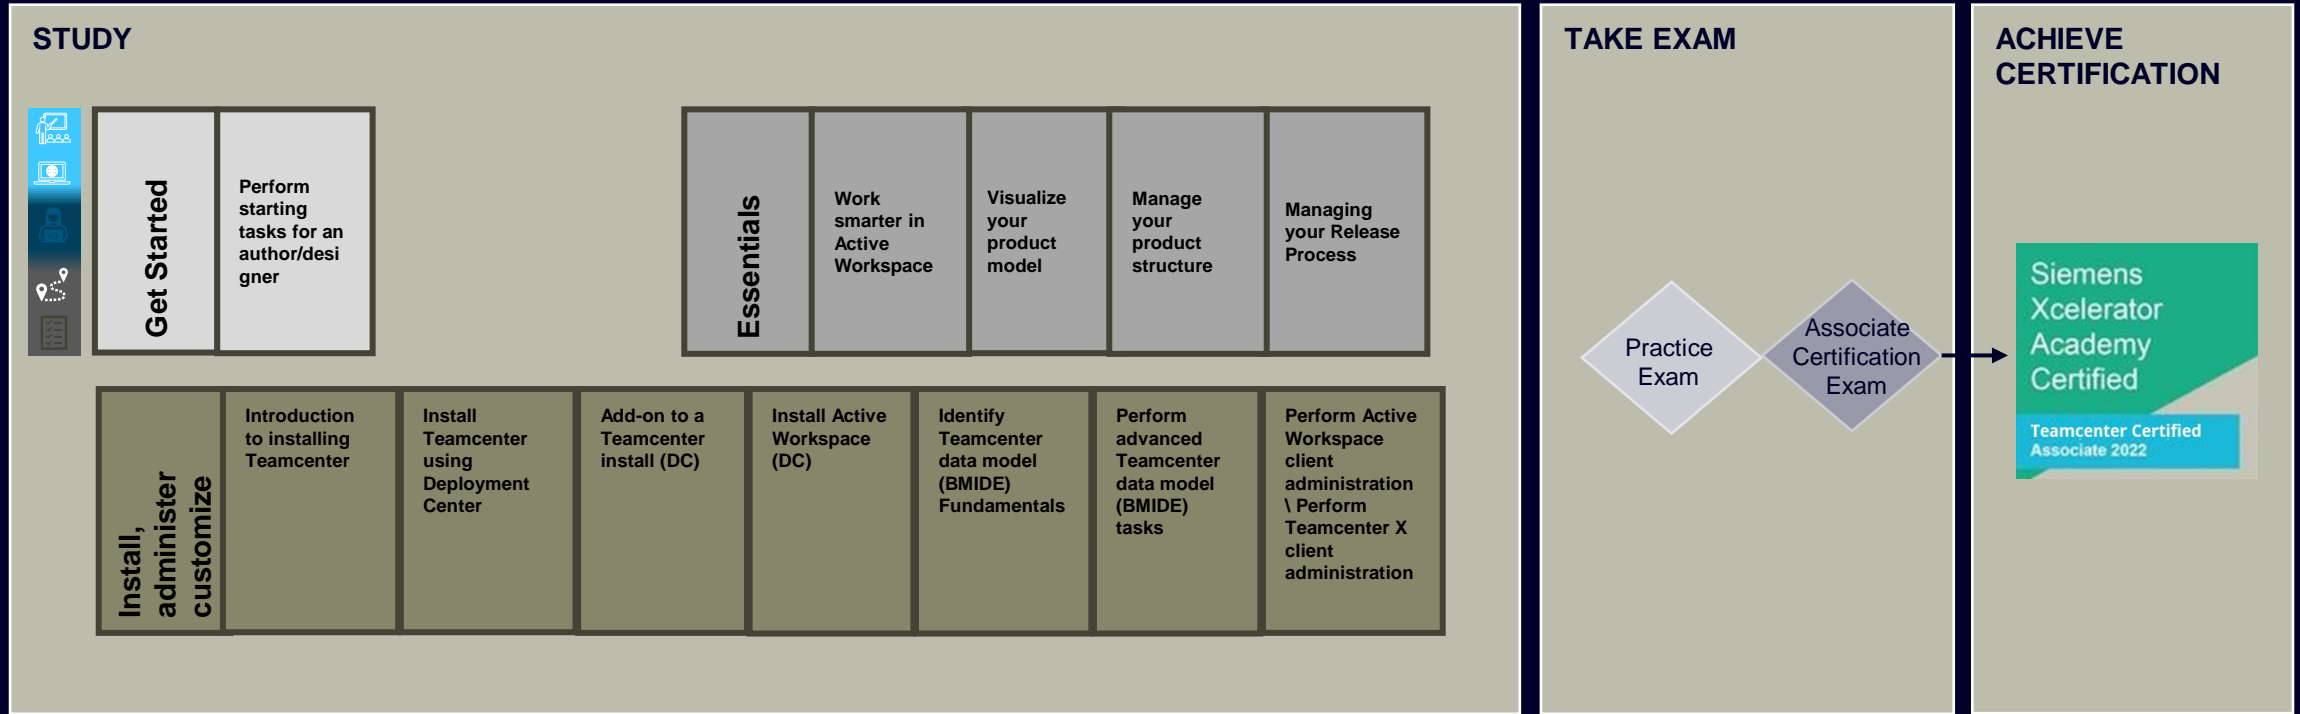 STUDY
Get Started
Perform
starting
tasks for an
author/desi
gner
Essentials
Work
smarter in
Active
Workspace
Visualize
your
product
model
Manage
your
product
structure
Managing
your Release
Process
Install,
administer
customize
Introduction
to installing
Teamcenter
Install
Teamcenter
using
Deployment
Center
Add-on to a
Teamcenter
install (DC)
Install Active
Workspace
(DC)
Identify
Teamcenter
data model
(BMIDE)
Fundamentals
Perform
advanced
Teamcenter
data model
(BMIDE)
tasks
Perform Active
Workspace
client
administration
\ Perform
Teamcenter X
client
administration
TAKE EXAM
Practice
Exam
Associate
Certification
Exam
ACHIEVE
CERTIFICATION
Siemens
Xcelerator
Academy
Certified
Teamcenter Certified
Associate 2022